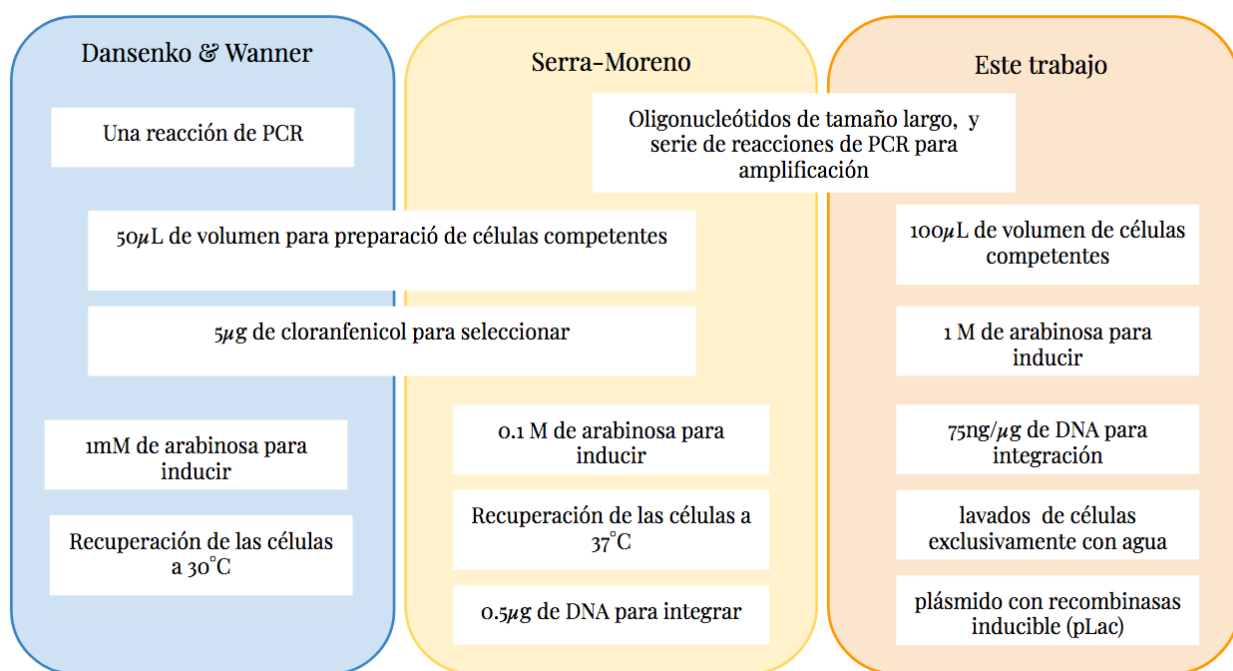 Dansenko & Wanner
Una reacción de PCR
Serra-Moreno
Este trabajo
Oligonucleótidos de tamaño largo, y
serie de reacciones de PCR para
amplificación
50µL de volumen para preparació de células competentes
5µg de cloranfenicol para seleccionar
1mM de arabinosa para
inducir
Recuperación de las células
a 30°C
0.1 M de arabinosa para
inducir
Recuperación de las células a
37°C
0.5µg de DNA para integrar
100µL de volumen de células
competentes
1 M de arabinosa para
inducir
75ng/µg de DNA para
integración
lavados de células
exclusivamente con agua
plásmido con recombinasas
inducible (pLac)